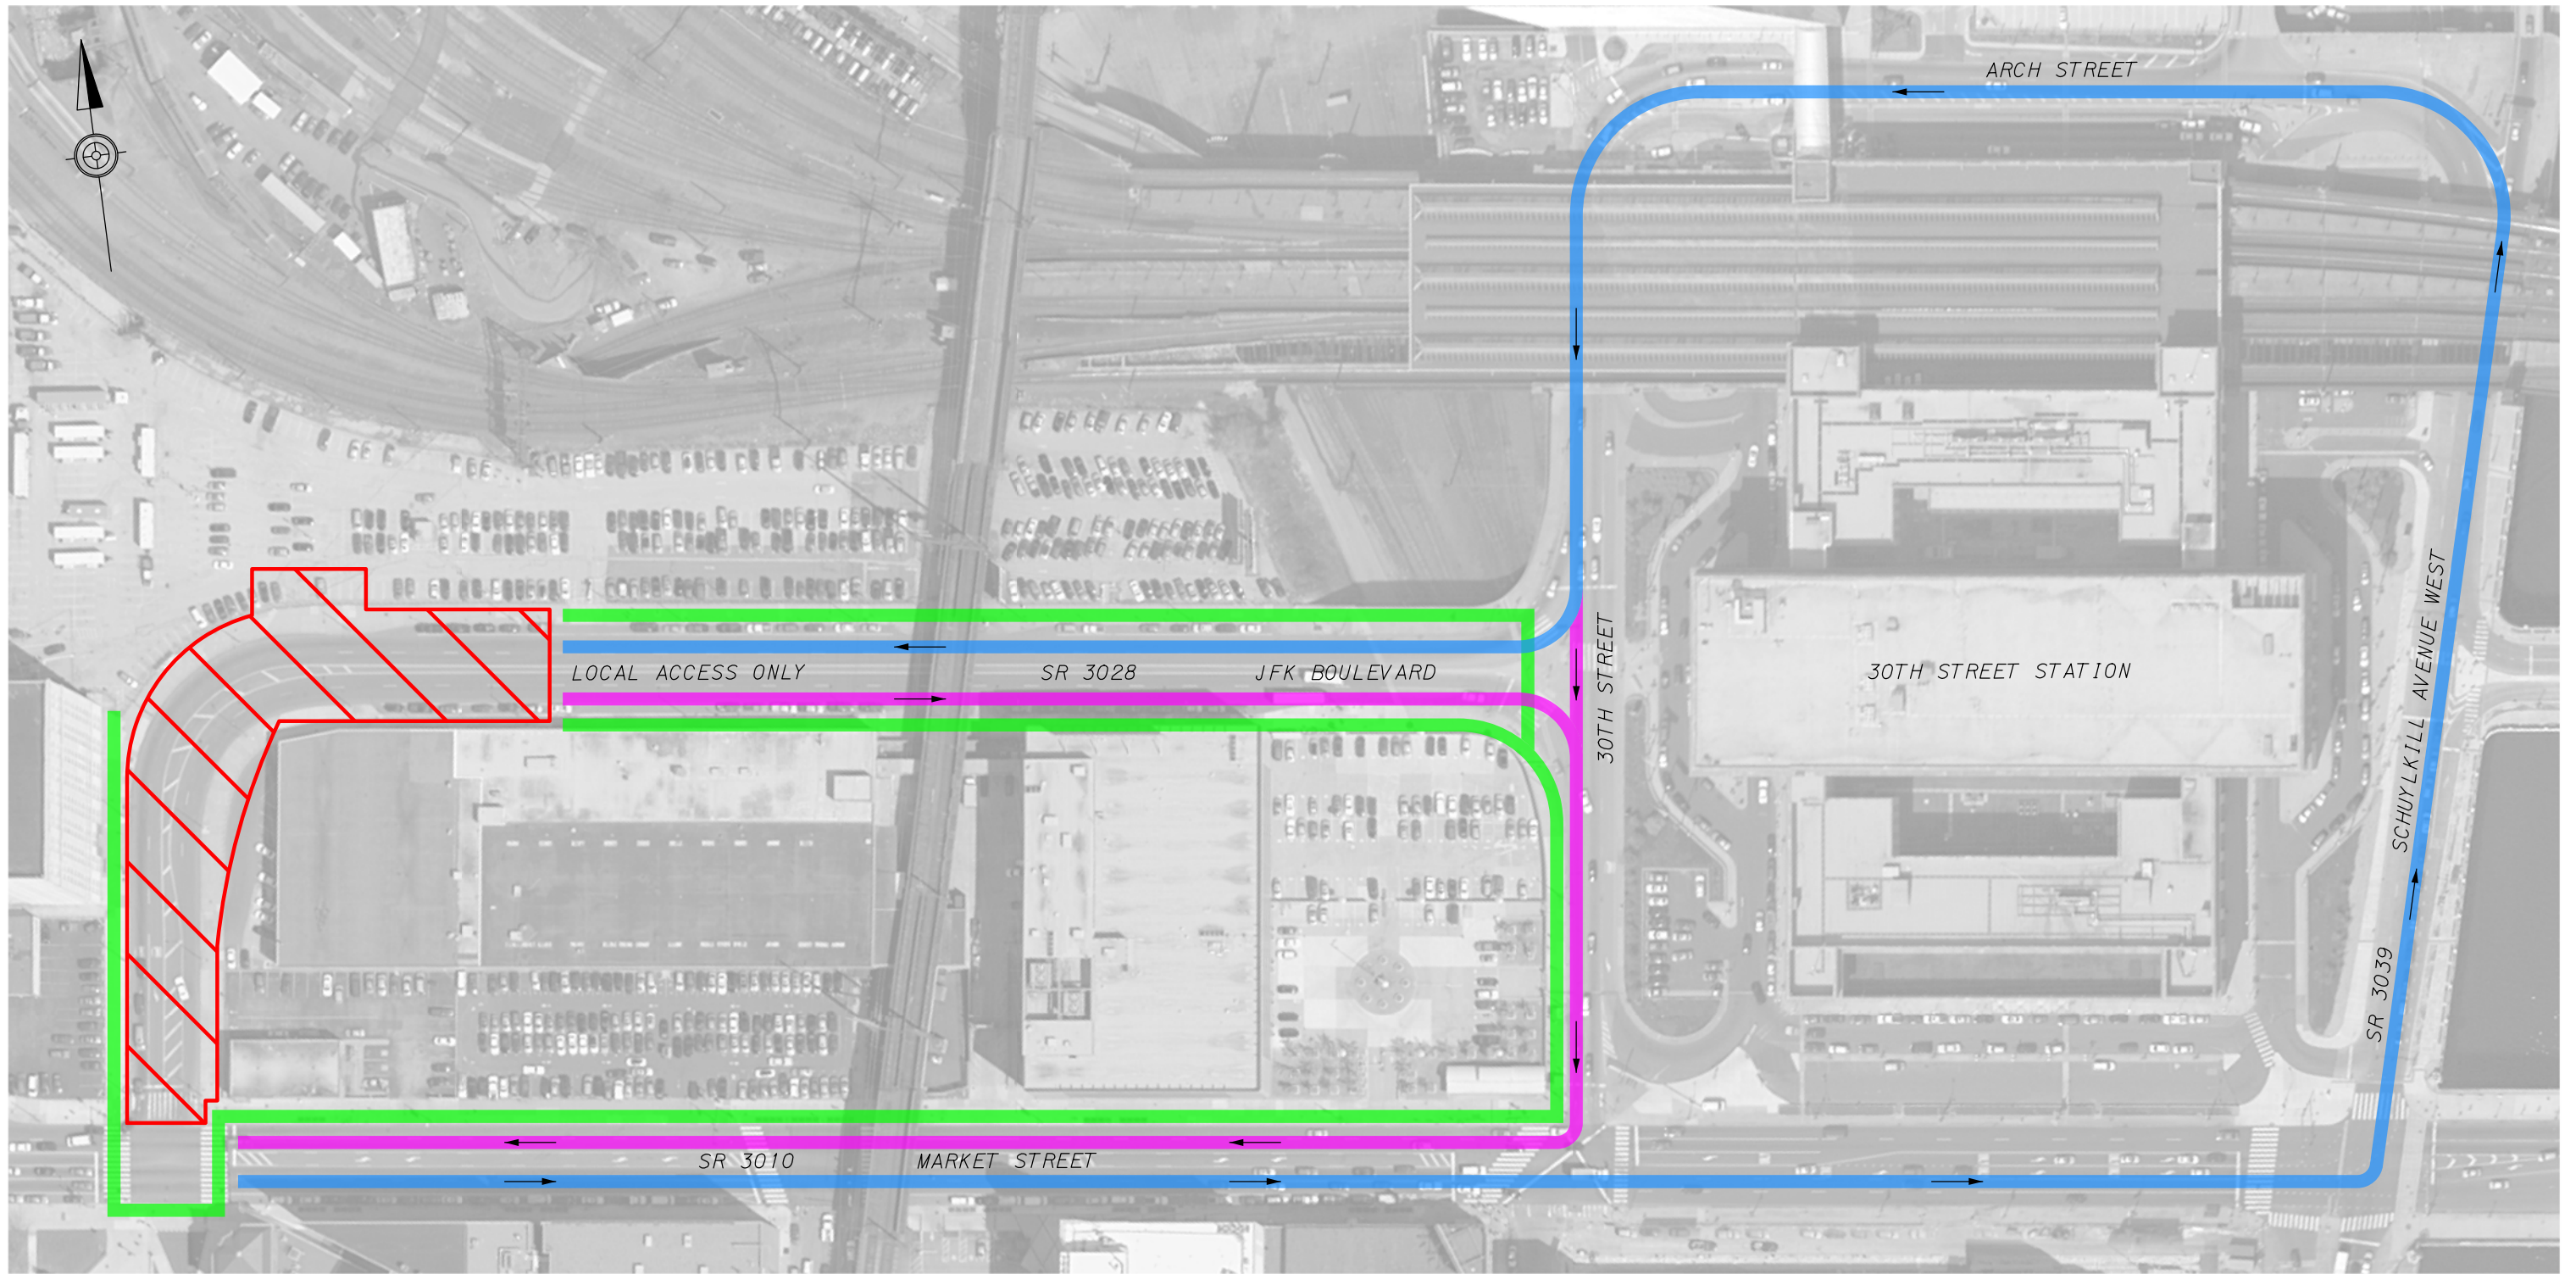 ARCH STREET
LOCAL ACCESS ONLY
SR 3028
JFK BOULEVARD
30TH STREET
30TH STREET STATION
SCHUYLKILL AVENUE WEST
SR 3039
SR 3010
MARKET STREET